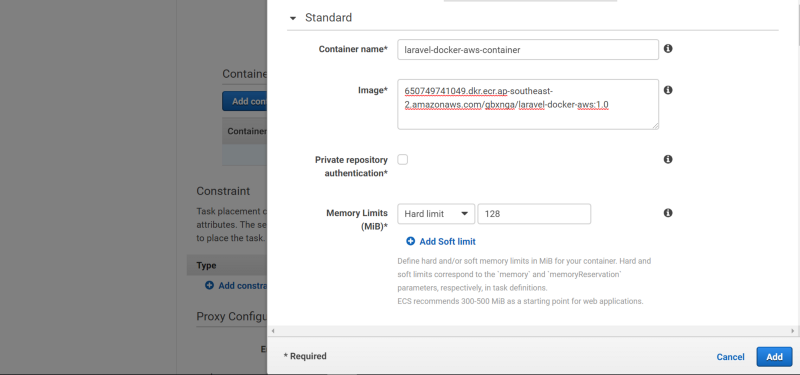 Standard
Container name*
laravel-docker-aws-container
Image*
650749741049.dkr.ecr.ap-southeast-
2.amazonaws.com/gbxnga/laravel-docker-aws:1.0
Private repository
authentication*
Memory Limits
(MiB)*
Hard limit
128
Add Soft limit
Define hard and/or soft memory limits in MiB for your container. Hard and
soft limits correspond to the `memory` and `memoryReservation`
parameters, respectively, in task definitions.
ECS recommends 300-500 MiB as a starting point for web applications.
* Required
Cancel
Add
Containe
Add con
Container
Constraint
Task placement c
attributes. The se
to place the task.
Type
Add constra
Proxy Configu
E